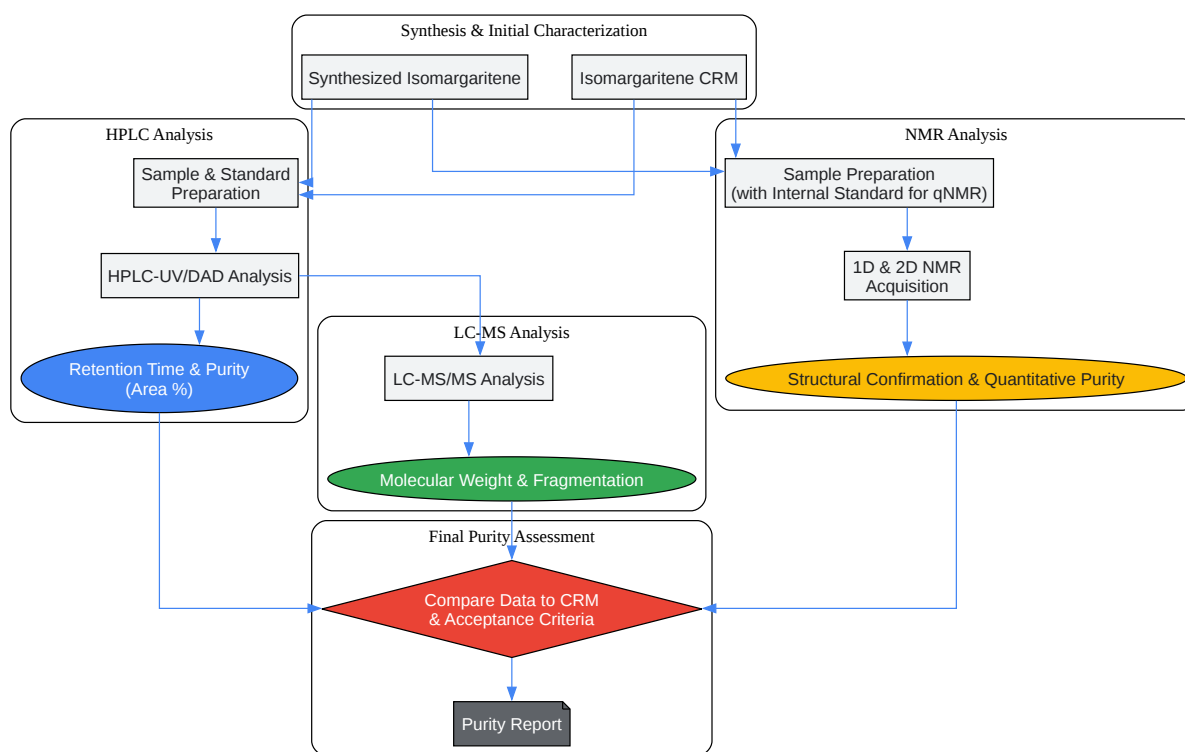 Synthesis & Initial Characterization
Synthesized Isomargaritene
Isomargaritene CRM
HPLC Analysis
Sample & Standard
Preparation
HPLC-UV/DAD Analysis
Retention Time & Purity
(Area %)
LC-MS Analysis
LC-MS/MS Analysis
Molecular Weight & Fragmentation
NMR Analysis
Sample Preparation
(with Internal Standard for qNMR)
1D & 2D NMR
Acquisition
Structural Confirmation & Quantitative Purity
Final Purity Assessment
Compare Data to CRM
& Acceptance Criteria
Purity Report